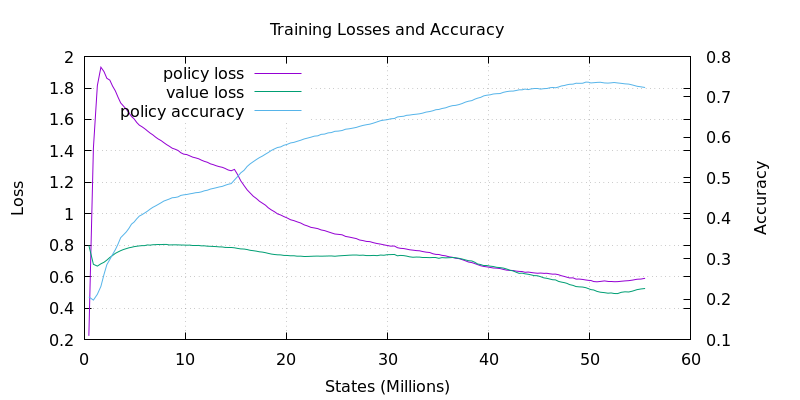 Training Losses and Accuracy
policy loss
value loss
policy accuracy
Loss
2
1.8
1.6
1.4
1.2
1
0.8
0.6
0.4
0.2
0.8
0.7
0.6
0.5
0.4
0.3
0.2
0.1
Accuracy
0 10 20 30 40 50 60
States (Millions)